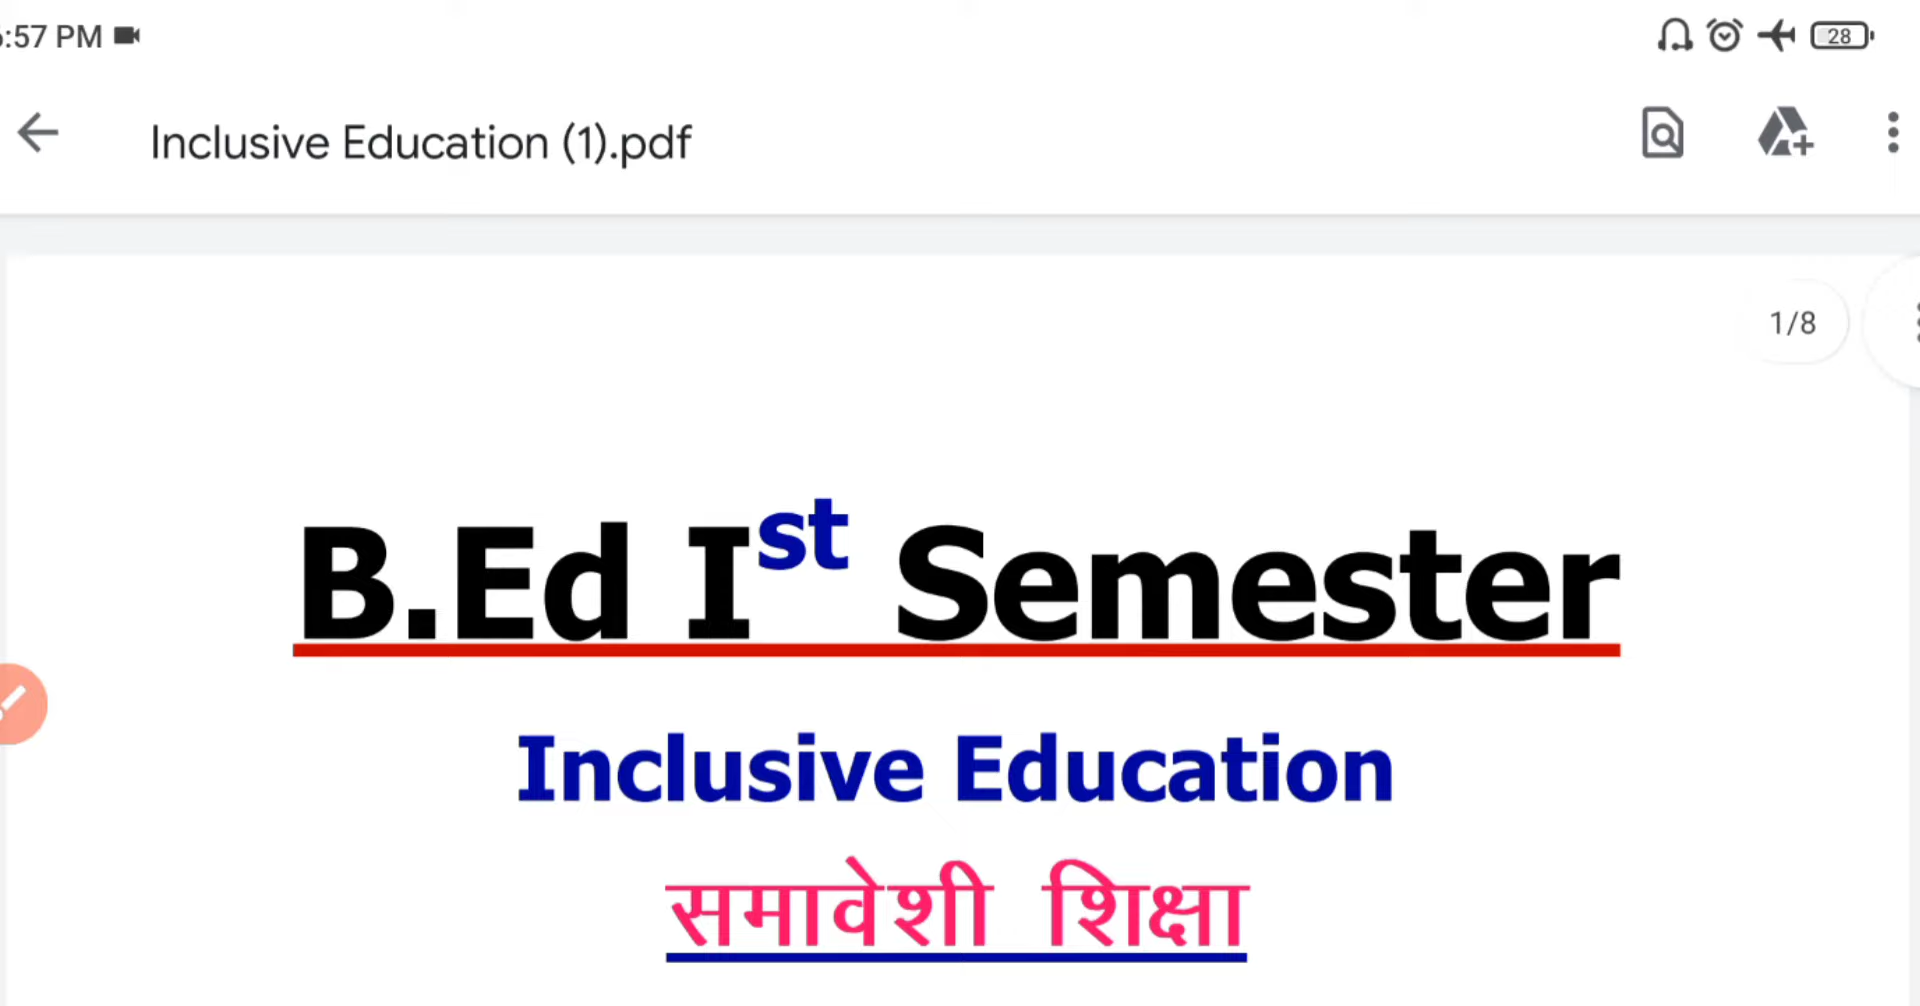 :57 PM
28
Inclusive Education (1).pdf
1/8
B.Ed Ist Semester
Inclusive Education
समावेशी शिक्षा